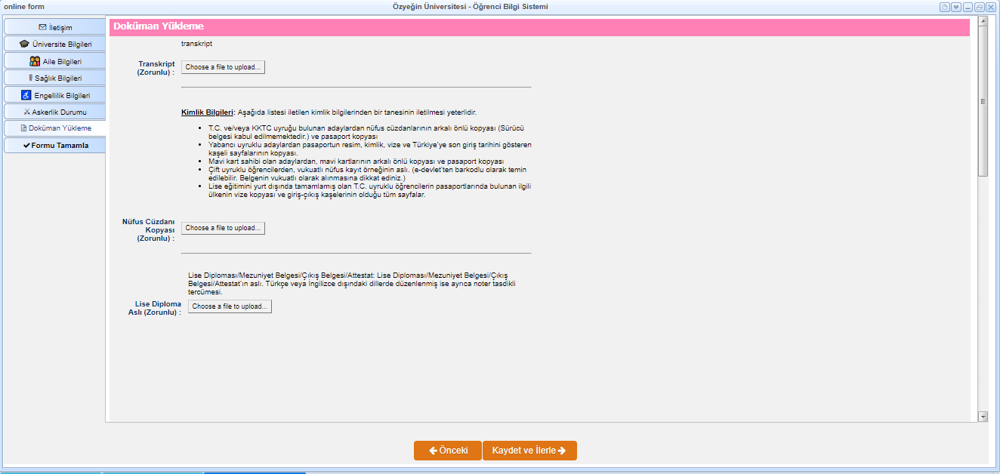 online form
Özyeğin Üniversitesi - Öğrenci Bilgi Sistemi
İletişim
Üniversite Bilgileri
Aile Bilgileri
Sağlık Bilgileri
Engellilik Bilgileri
Askerlik Durumu
Doküman Yükleme
Formu Tamamla
Doküman Yükleme
transkript
Transkript
(Zorunlu) :
Choose a file to upload...
Kimlik Bilgileri: Aşağıda listesi iletilen kimlik bilgilerinden bir tanesinin iletilmesi yeterlidir.
• T.C. ve/veya KKTC uyruğu bulunan adaylardan nüfus cüzdanlarının arkalı önlü kopyası (Sürücü
belgesi kabul edilmemektedir.) ve pasaport kopyası
• Yabancı uyruklu adaylardan pasaportun resim, kimlik, vize ve Türkiye'ye son giriş tarihini gösteren
kaşeli sayfalarının kopyası.
• Mavi kart sahibi olan adaylardan, mavi kartlarının arkalı önlü kopyası ve pasaport kopyası
• Çift uyruklu öğrencilerden, vukuatlı nüfus kayıt örneğinin aslı. (e-devlet'ten barkodlu olarak temin
edilebilir. Belgenin vukuatlı olarak alınmasına dikkat ediniz.)
• Lise eğitimini yurt dışında tamamlamış olan T.C. uyruklu öğrencilerin pasaportlarında bulunan ilgili
ülkenin vize kopyası ve giriş-çıkış kaşelerinin olduğu tüm sayfalar.
Nüfus Cüzdanı
Kopyası
(Zorunlu) :
Choose a file to upload...
Lise Diploması/Mezuniyet Belgesi/Çıkış Belgesi/Attestat: Lise Diploması/Mezuniyet Belgesi/Çıkış
Belgesi/Attestat'ın aslı. Türkçe veya İngilizce dışındaki dillerde düzenlenmiş ise ayrıca noter tasdikli
tercümesi.
Lise Diploma
Aslı (Zorunlu) :
Choose a file to upload...
Önceki
Kaydet ve İlerle